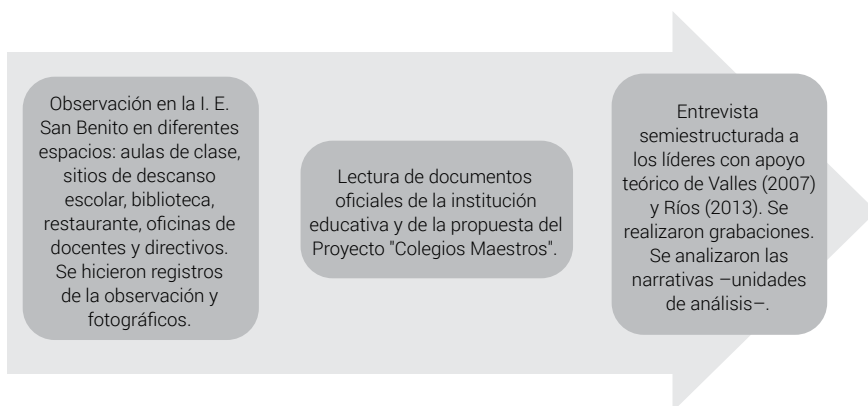 Observación en la I. E.
San Benito en diferentes
espacios: aulas de clase,
sitios de descanso
escolar, biblioteca,
restaurante, oficinas de
docentes y directivos.
Se hicieron registros
de la observación y
fotográficos.
Lectura de documentos
oficiales de la institución
educativa y de la propuesta del
Proyecto "Colegios Maestros".
Entrevista
semiestructurada a
los líderes con apoyo
teórico de Valles (2007)
y Ríos (2013). Se
realizaron grabaciones.
Se analizaron las
narrativas –unidades
de análisis–.